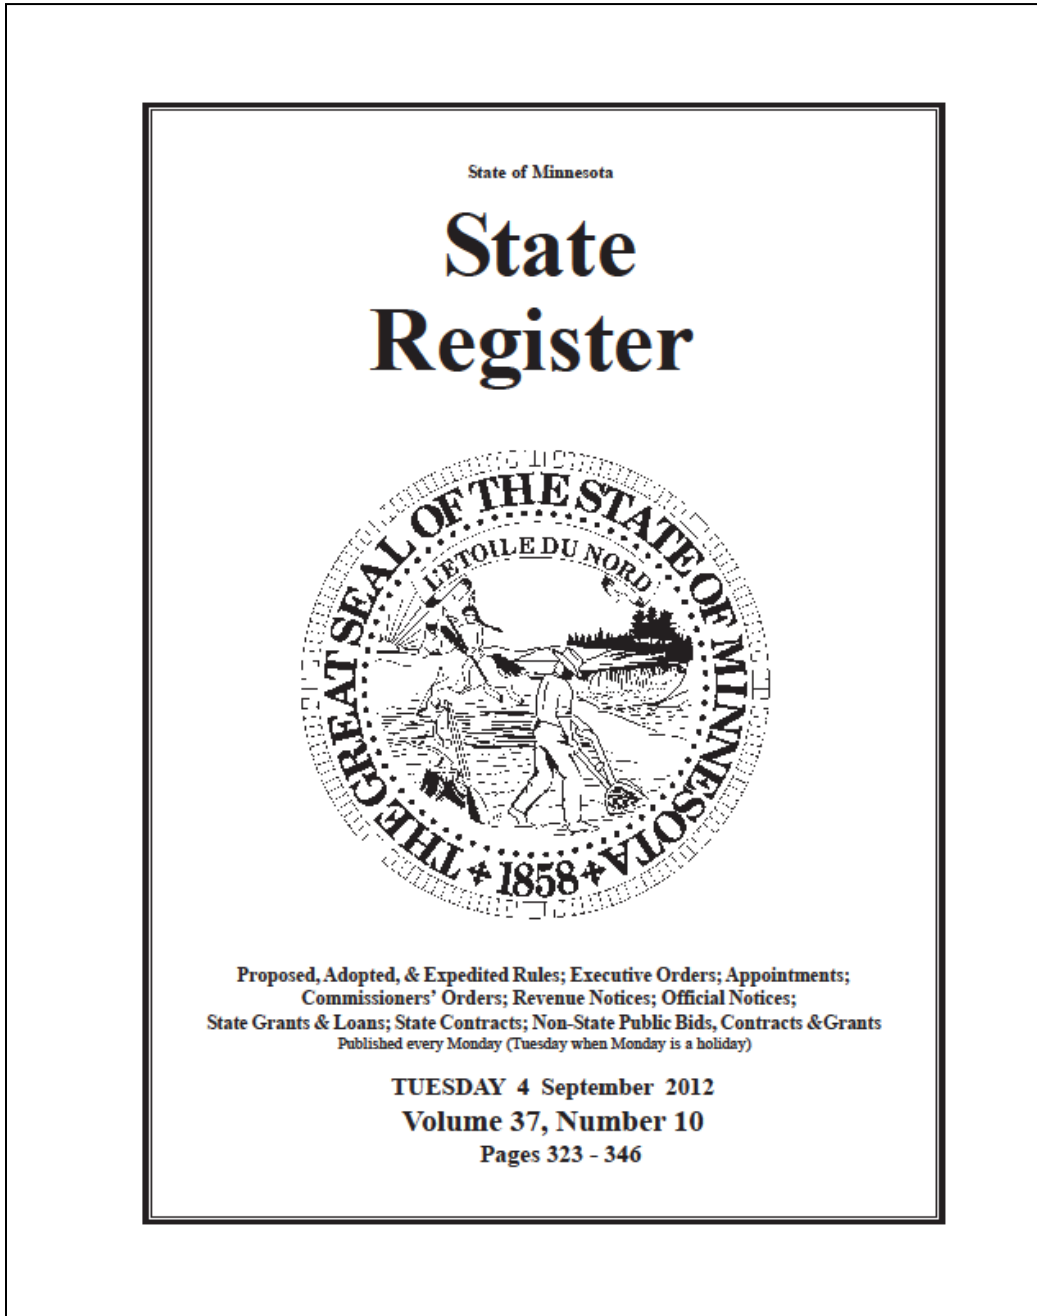 State of Minnesota
State
Register
THE GREAT SEAL OF THE STATE OF MINNESOTA
L'ETOILE DU NORD
1858
Proposed, Adopted, & Expedited Rules; Executive Orders; Appointments;
Commissioners’ Orders; Revenue Notices; Official Notices;
State Grants & Loans; State Contracts; Non-State Public Bids, Contracts &Grants
Published every Monday (Tuesday when Monday is a holiday)
TUESDAY 4 September 2012
Volume 37, Number 10
Pages 323 - 346